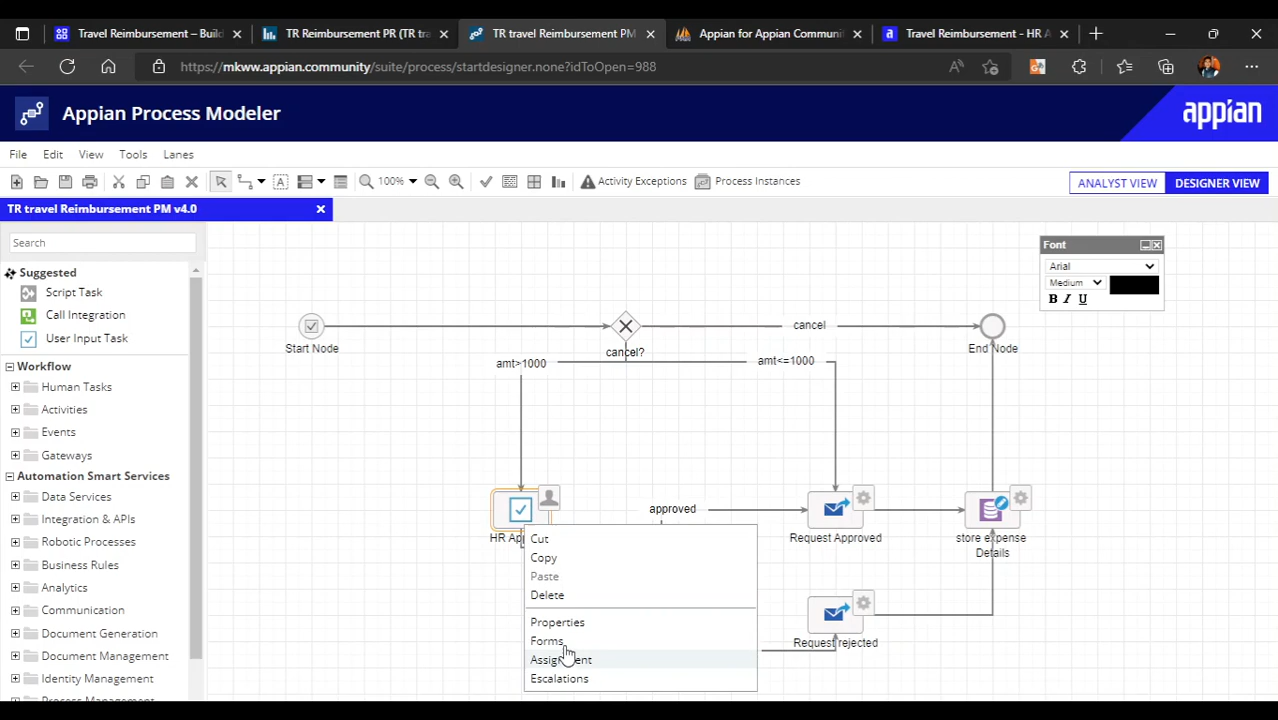 Travel Reimbursement – Build
TR Reimbursement PR (TR tra
TR travel Reimbursement PM
Appian for Appian Communi
Travel Reimbursement - HR A
https://mkww.appian.community/suite/process/startdesigner.none?idToOpen=988
Appian Process Modeler
appian
File Edit View Tools Lanes
100% Activity Exceptions Process Instances ANALYST VIEW DESIGNER VIEW
TR travel Reimbursement PM v4.0
Search
Suggested
Script Task
Call Integration
User Input Task
Workflow
Human Tasks
Activities
Events
Gateways
Automation Smart Services
Data Services
Integration & APIs
Robotic Processes
Business Rules
Analytics
Communication
Document Generation
Document Management
Identity Management
Font
Arial
Medium
B I U
Start Node
cancel?
cancel
End Node
amt>1000
amt<=1000
HR
approved
Request Approved
store expense
Details
Request rejected
Cut
Copy
Paste
Delete
Properties
Forms
Escalations